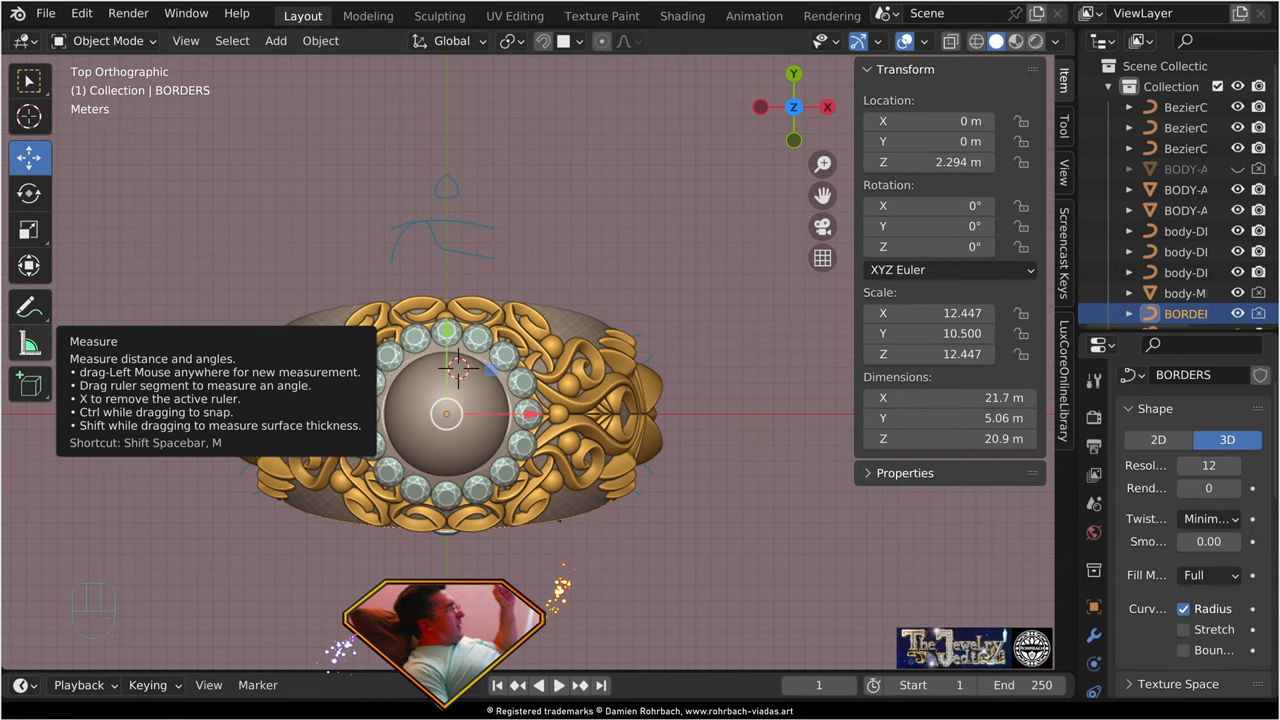 File Edit Render Window Help
Layout Modeling Sculpting UV Editing Texture Paint Shading Animation Rendering
Scene ViewLayer
Object Mode View Select Add Object Global
Top Orthographic
(1) Collection | BORDERS
Meters
Y
Z
X
Measure
Measure distance and angles.
• drag-Left Mouse anywhere for new measurement.
• Drag ruler segment to measure an angle.
• X to remove the active ruler.
• Ctrl while dragging to snap.
• Shift while dragging to measure surface thickness.
Shortcut: Shift Spacebar, M
Transform
Location:
X 0 m
Y 0 m
Z 2.294 m
Rotation:
X 0°
Y 0°
Z 0°
XYZ Euler
Scale:
X 12.447
Y 10.500
Z 12.447
Dimensions:
X 21.7 m
Y 5.06 m
Z 20.9 m
Properties
Item
Tool
View
Screencast Keys
LuxCoreOnlineLibrary
Scene Collectic
Collection
BezierC
BezierC
BezierC
BODY-A
BODY-A
BODY-A
body-DI
body-DI
body-DI
body-M
BORDEI
BORDERS
Shape
2D 3D
Resol... 12
Rend... 0
Twist... Minim...
Smo... 0.00
Fill M... Full
Curv... Radius
Stretch
Boun...
Texture Space
The Jewelry
ROHRBACH
Playback Keying View Marker
1 Start 1 End 250
® Registered trademarks © Damien Rohrbach, www.rohrbach-viadas.art